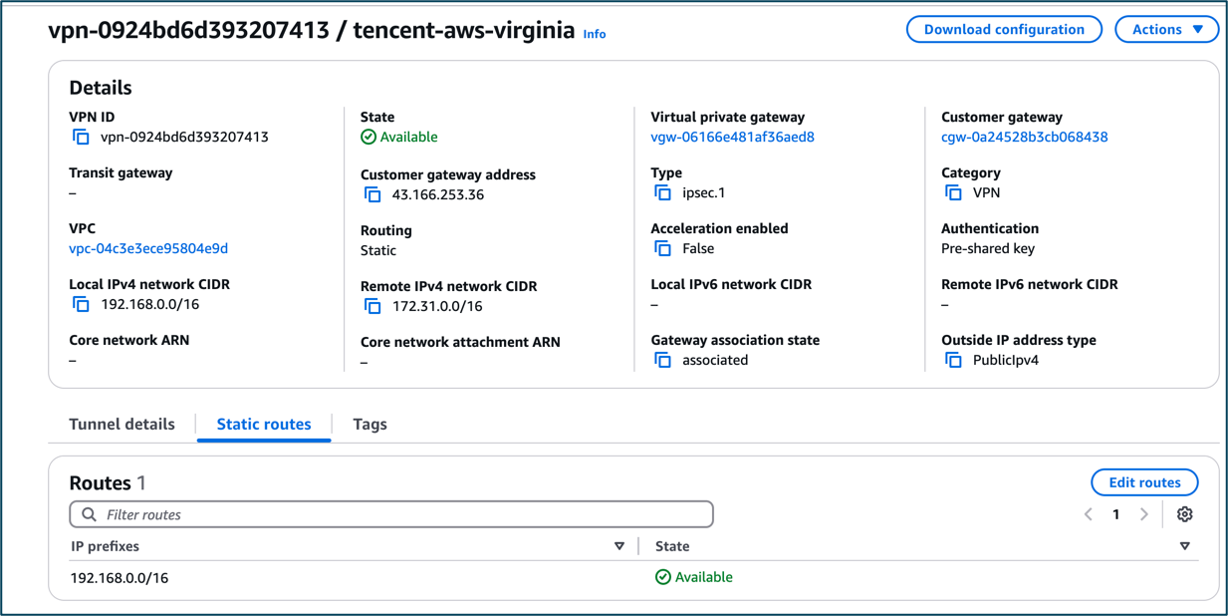 vpn-0924bd6d393207413 / tencent-aws-virginia Info
Download configuration
Actions
Details
VPN ID
vpn-0924bd6d393207413
State
Available
Virtual private gateway
vgw-06166e481af36aed8
Customer gateway
cgw-0a24528b3cb068438
Transit gateway
–
Customer gateway address
43.166.253.36
Type
ipsec.1
Category
VPN
VPC
vpc-04c3e3ece95804e9d
Routing
Static
Acceleration enabled
False
Authentication
Pre-shared key
Local IPv4 network CIDR
192.168.0.0/16
Remote IPv4 network CIDR
172.31.0.0/16
Local IPv6 network CIDR
–
Remote IPv6 network CIDR
–
Core network ARN
–
Core network attachment ARN
–
Gateway association state
associated
Outside IP address type
PublicIpv4
Tunnel details
Static routes
Tags
Routes 1
Edit routes
Filter routes
1
IP prefixes
State
192.168.0.0/16
Available